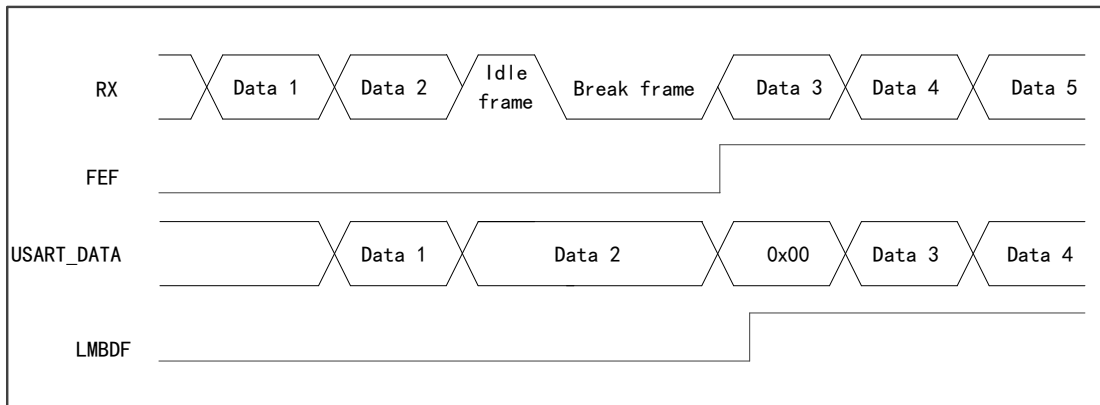 RX Data 1 Data 2 Idle frame Break frame Data 3 Data 4 Data 5
FEF
USART_DATA Data 1 Data 2 0x00 Data 3 Data 4
LMBDF